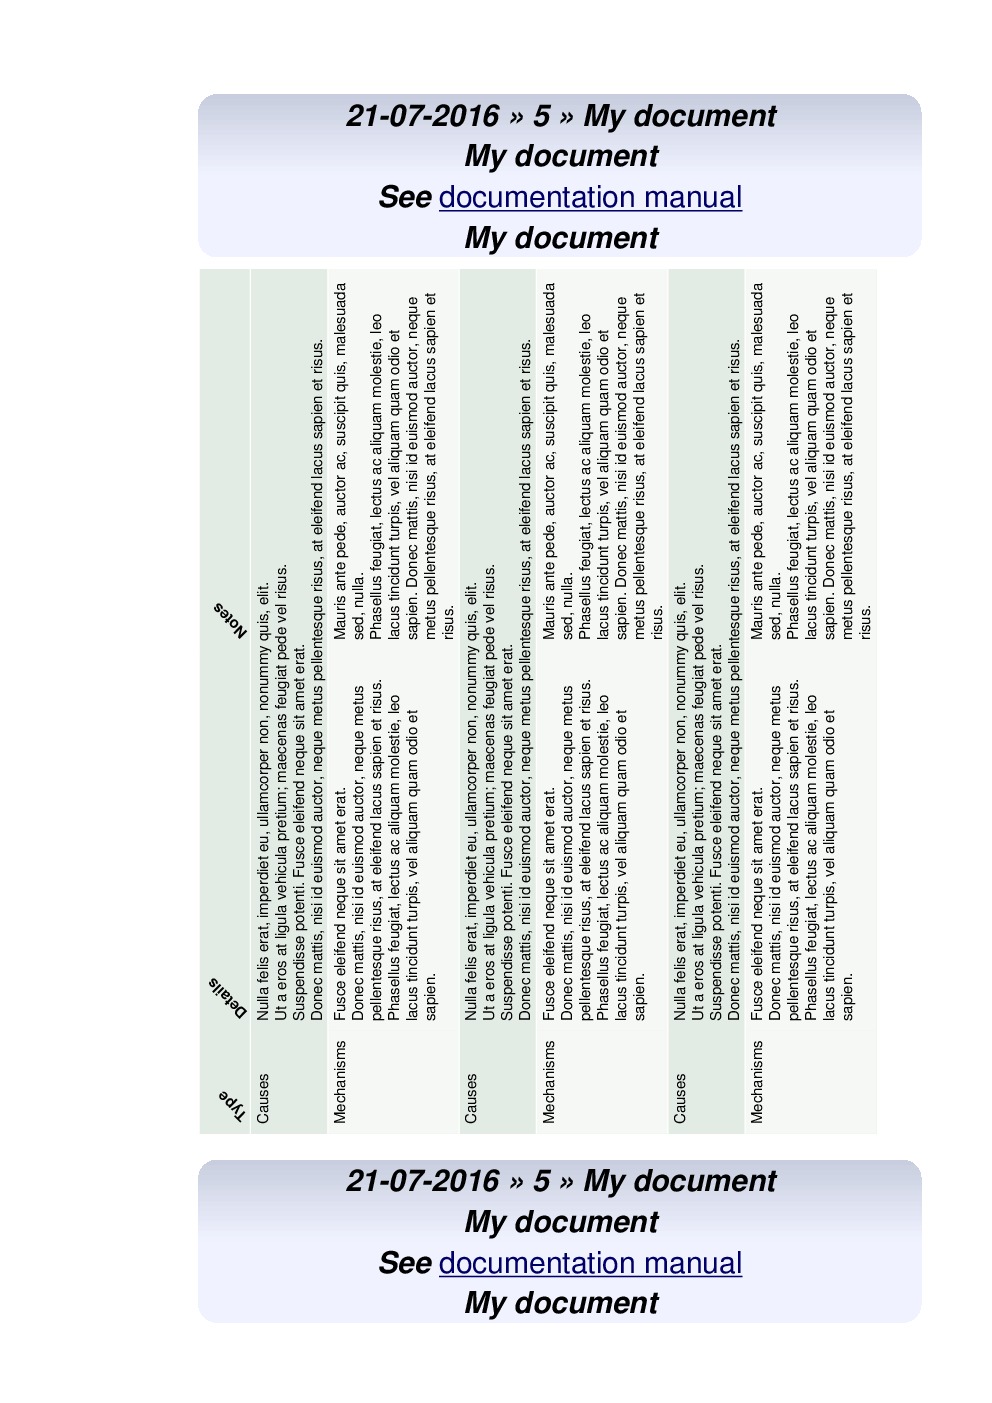 21-07-2016 » 5 » My document
My document
See documentation manual
My document
Type
Details
Notes
Causes
Nulla felis erat, imperdiet eu, ullamcorper non, nonummy quis, elit.
Ut a eros at ligula vehicula pretium; maecenas feugiat pede vel risus.
Suspendisse potenti. Fusce eleifend neque sit amet erat.
Donec mattis, nisi id euismod auctor, neque metus pellentesque risus, at eleifend lacus sapien et risus.
Mechanisms
Fusce eleifend neque sit amet erat.
Donec mattis, nisi id euismod auctor, neque metus
pellentesque risus, at eleifend lacus sapien et risus.
Phasellus feugiat, lectus ac aliquam molestie, leo
lacus tincidunt turpis, vel aliquam quam odio et
sapien.
Mauris ante pede, auctor ac, suscipit quis, malesuada
sed, nulla.
Phasellus feugiat, lectus ac aliquam molestie, leo
lacus tincidunt turpis, vel aliquam quam odio et
sapien. Donec mattis, nisi id euismod auctor, neque
metus pellentesque risus, at eleifend lacus sapien et
risus.
Causes
Nulla felis erat, imperdiet eu, ullamcorper non, nonummy quis, elit.
Ut a eros at ligula vehicula pretium; maecenas feugiat pede vel risus.
Suspendisse potenti. Fusce eleifend neque sit amet erat.
Donec mattis, nisi id euismod auctor, neque metus pellentesque risus, at eleifend lacus sapien et risus.
Mechanisms
Fusce eleifend neque sit amet erat.
Donec mattis, nisi id euismod auctor, neque metus
pellentesque risus, at eleifend lacus sapien et risus.
Phasellus feugiat, lectus ac aliquam molestie, leo
lacus tincidunt turpis, vel aliquam quam odio et
sapien.
Mauris ante pede, auctor ac, suscipit quis, malesuada
sed, nulla.
Phasellus feugiat, lectus ac aliquam molestie, leo
lacus tincidunt turpis, vel aliquam quam odio et
sapien. Donec mattis, nisi id euismod auctor, neque
metus pellentesque risus, at eleifend lacus sapien et
risus.
Causes
Nulla felis erat, imperdiet eu, ullamcorper non, nonummy quis, elit.
Ut a eros at ligula vehicula pretium; maecenas feugiat pede vel risus.
Suspendisse potenti. Fusce eleifend neque sit amet erat.
Donec mattis, nisi id euismod auctor, neque metus pellentesque risus, at eleifend lacus sapien et risus.
Mechanisms
Fusce eleifend neque sit amet erat.
Donec mattis, nisi id euismod auctor, neque metus
pellentesque risus, at eleifend lacus sapien et risus.
Phasellus feugiat, lectus ac aliquam molestie, leo
lacus tincidunt turpis, vel aliquam quam odio et
sapien.
Mauris ante pede, auctor ac, suscipit quis, malesuada
sed, nulla.
Phasellus feugiat, lectus ac aliquam molestie, leo
lacus tincidunt turpis, vel aliquam quam odio et
sapien. Donec mattis, nisi id euismod auctor, neque
metus pellentesque risus, at eleifend lacus sapien et
risus.
21-07-2016 » 5 » My document
My document
See documentation manual
My document